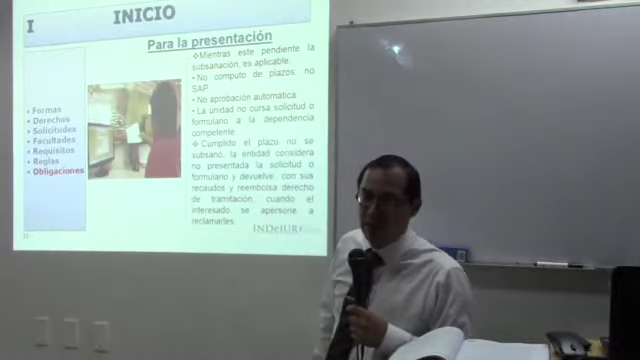 I
INICIO
Para la presentación
❖Mientras este pendiente la
subsanación, es aplicable:
• No computo de plazos, no
SAP
• No aprobación automática.
• La unidad no cursa solicitud o
formulario a la dependencia
competente.
❖ Cumplido el plazo no se
subsanó, la entidad considera
no presentada la solicitud o
formulario y devuelve, con sus
recaudos y reembolsa derecho
de tramitación, cuando el
interesado se apersone a
reclamarles.
• Formas
• Derechos
• Solicitudes
• Facultades
• Requisitos
• Reglas
• Obligaciones
INDeJUR